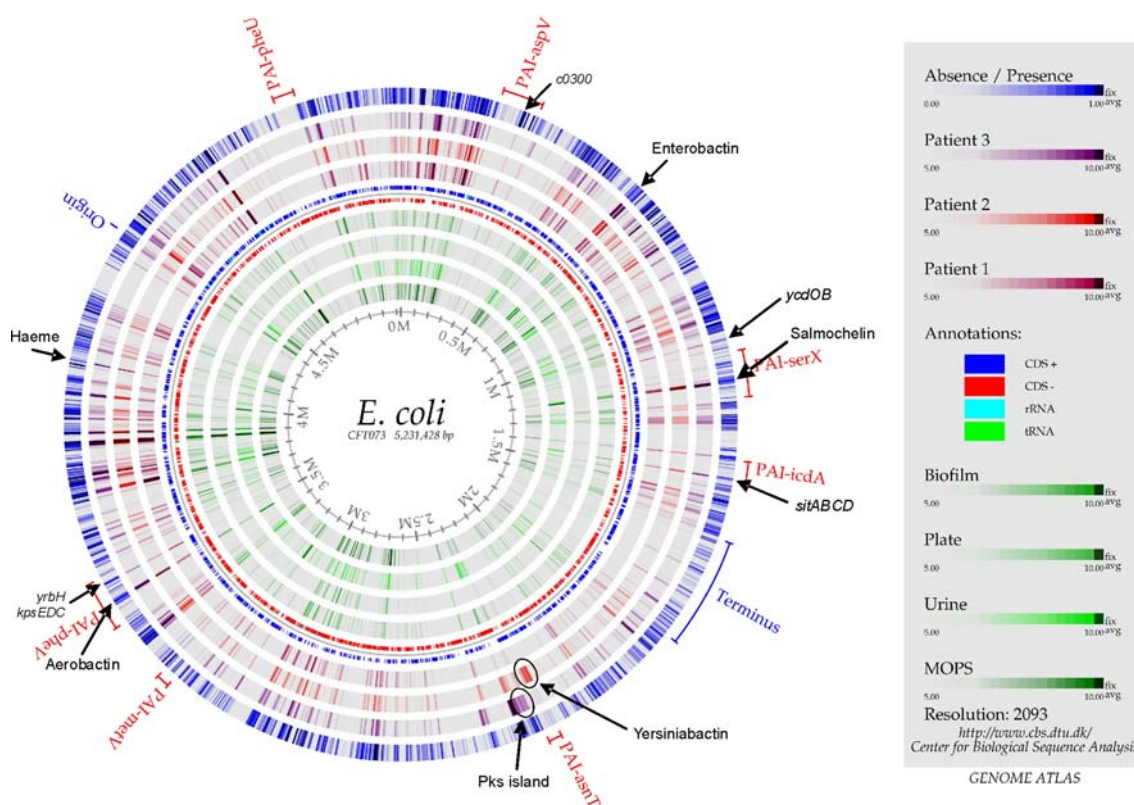 PAI-pheU
PAI-aspV
c0300
Enterobactin
Origin
ycdOB
Salmochelin
PAI-serX
Haeme
PAI-icdA
sitABCD
Terminus
yrbH
kpsEDC
PAI-pheV
Aerobactin
PAI-metV
Yersiniabactin
Pks island
PAI-asnT
0M
0.5M
1M
1.5M
2M
2.5M
3M
3.5M
4M
4.5M
E. coli
CFT073 5,231,428 bp
Absence / Presence
0.00 1.00 fix avg
Patient 3
5.00 10.00 fix avg
Patient 2
5.00 10.00 fix avg
Patient 1
5.00 10.00 fix avg
Annotations:
CDS +
CDS -
rRNA
tRNA
Biofilm
5.00 10.00 fix avg
Plate
5.00 10.00 fix avg
Urine
5.00 10.00 fix avg
MOPS
5.00 10.00 fix avg
Resolution: 2093
http://www.cbs.dtu.dk/
Center for Biological Sequence Analysis
GENOME ATLAS